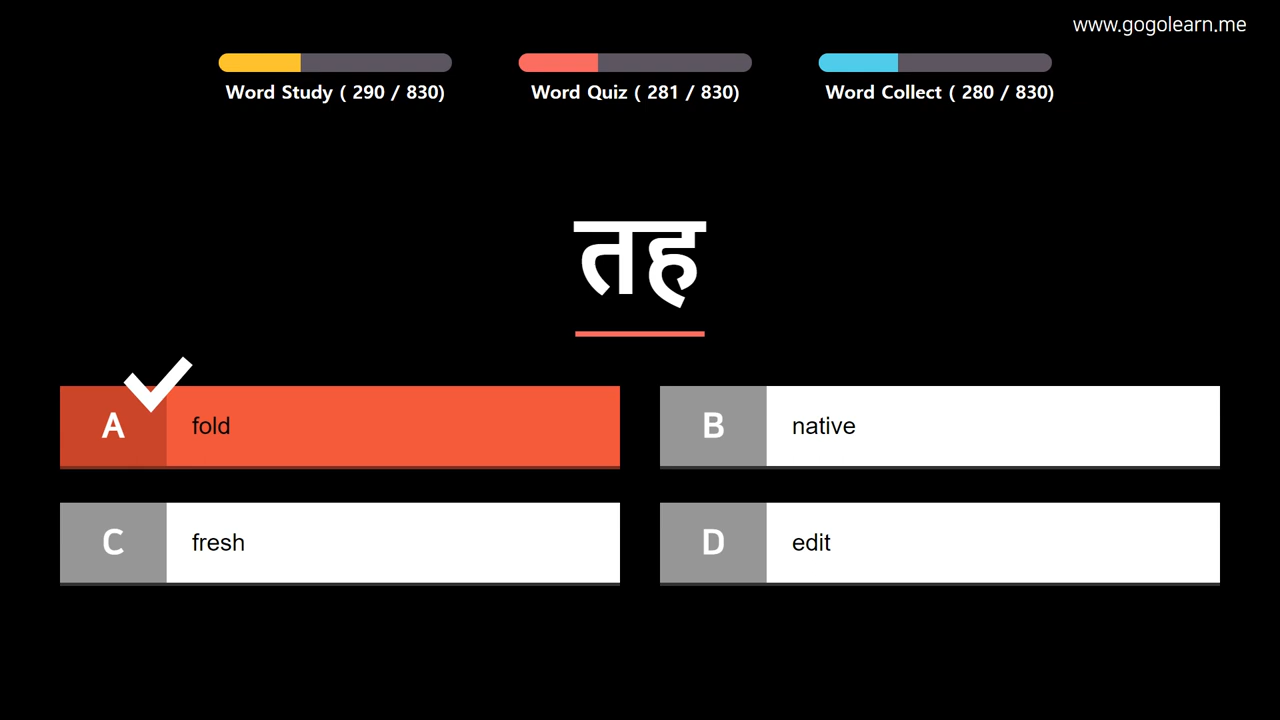 www.gogolearn.me
Word Study ( 290 / 830)
Word Quiz ( 281 / 830)
Word Collect ( 280 / 830)
तह
A fold
B native
C fresh
D edit